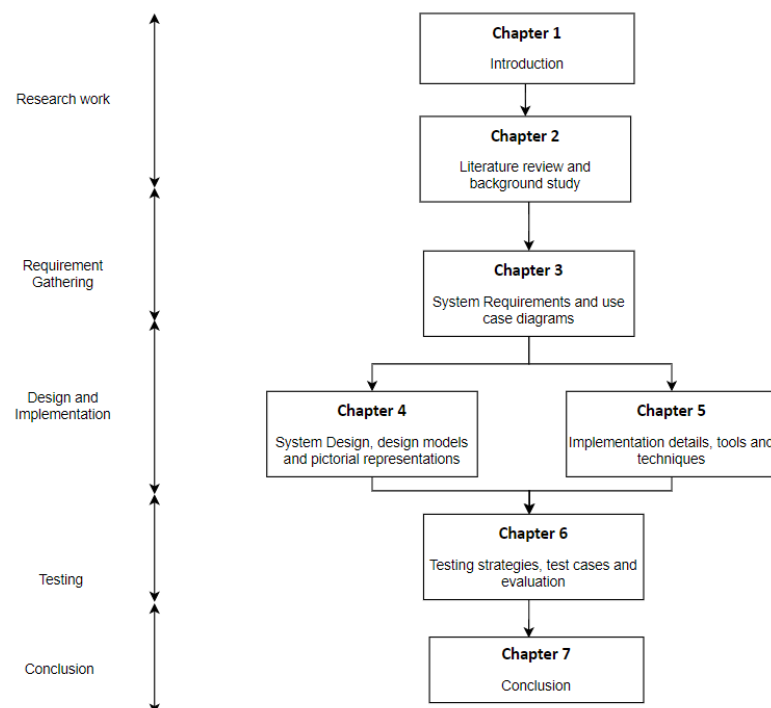 Chapter 1
Introduction
Research work
Chapter 2
Literature review and
background study
Requirement
Gathering
Chapter 3
System Requirements and use
case diagrams
Design and
Implementation
Chapter 4
System Design, design models
and pictorial representations
Chapter 5
Implementation details, tools and
techniques
Chapter 6
Testing strategies, test cases and
evaluation
Testing
Chapter 7
Conclusion
Conclusion